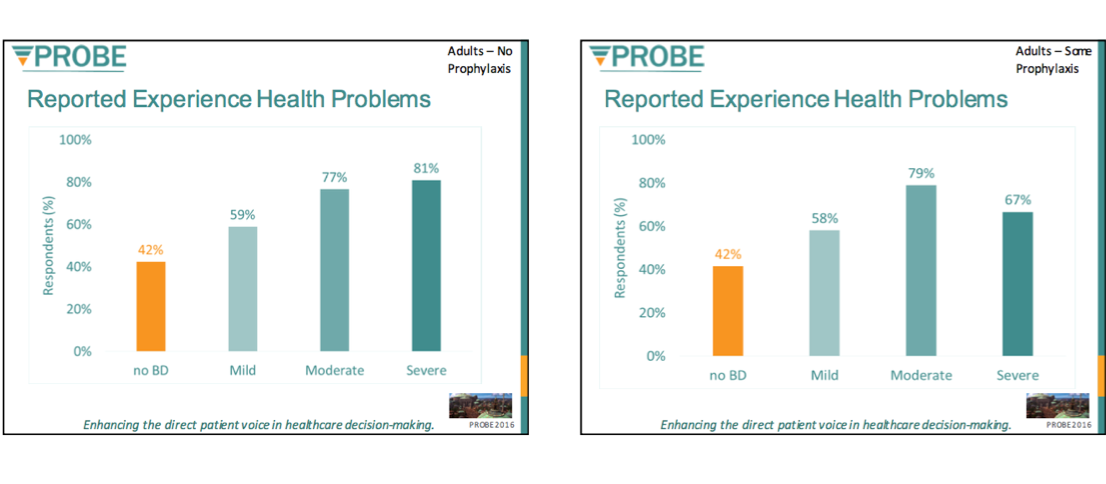 PROBE
Adults – No
Prophylaxis
Reported Experience Health Problems
100%
80%
60%
40%
20%
0%
Respondents (%)
42%
59%
77%
81%
no BD
Mild
Moderate
Severe
Enhancing the direct patient voice in healthcare decision-making.
PROBE2016
PROBE
Adults – Some
Prophylaxis
Reported Experience Health Problems
100%
80%
60%
40%
20%
0%
Respondents (%)
42%
58%
79%
67%
no BD
Mild
Moderate
Severe
Enhancing the direct patient voice in healthcare decision-making.
PROBE2016